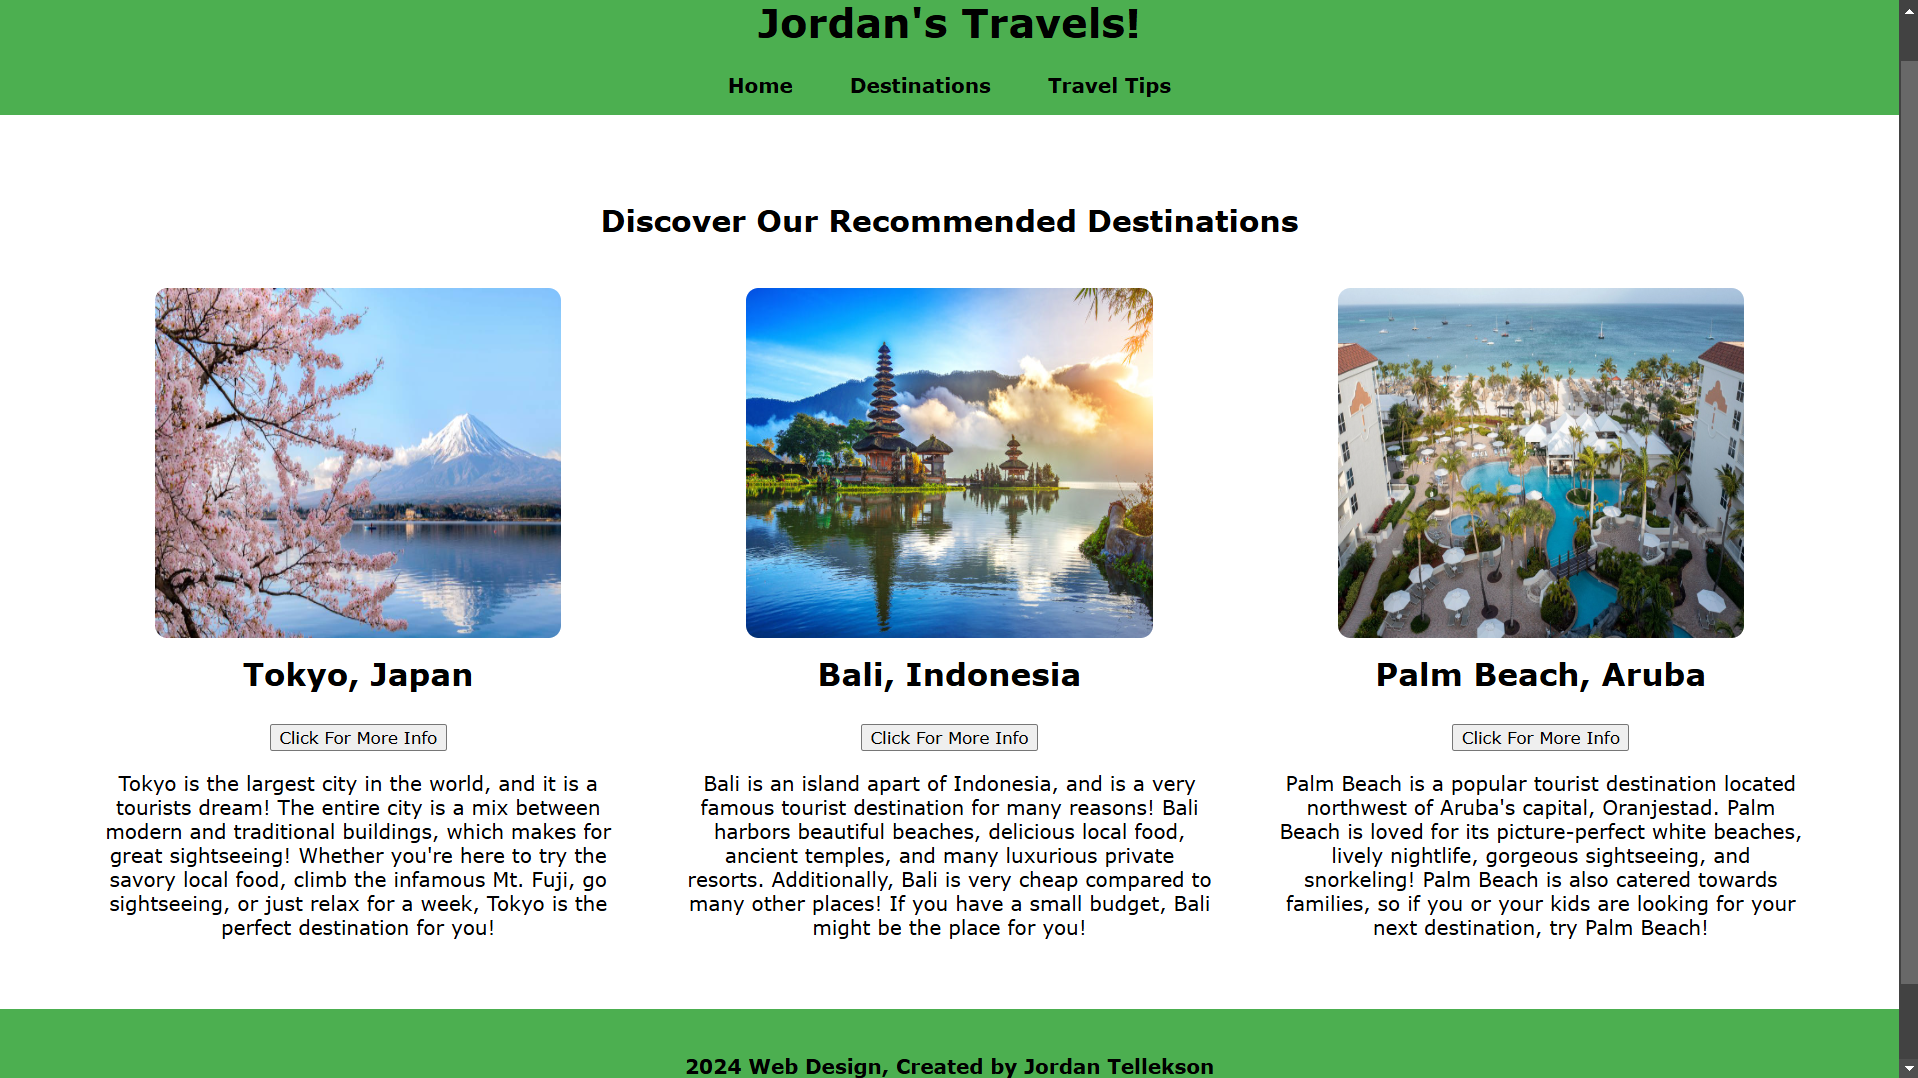 Jordan's Travels!
Home Destinations Travel Tips
Discover Our Recommended Destinations
Tokyo, Japan
Click For More Info
Tokyo is the largest city in the world, and it is a
tourists dream! The entire city is a mix between
modern and traditional buildings, which makes for
great sightseeing! Whether you're here to try the
savory local food, climb the infamous Mt. Fuji, go
sightseeing, or just relax for a week, Tokyo is the
perfect destination for you!
Bali, Indonesia
Click For More Info
Bali is an island apart of Indonesia, and is a very
famous tourist destination for many reasons! Bali
harbors beautiful beaches, delicious local food,
ancient temples, and many luxurious private
resorts. Additionally, Bali is very cheap compared to
many other places! If you have a small budget, Bali
might be the place for you!
Palm Beach, Aruba
Click For More Info
Palm Beach is a popular tourist destination located
northwest of Aruba's capital, Oranjestad. Palm
Beach is loved for its picture-perfect white beaches,
lively nightlife, gorgeous sightseeing, and
snorkeling! Palm Beach is also catered towards
families, so if you or your kids are looking for your
next destination, try Palm Beach!
2024 Web Design, Created by Jordan Tellekson